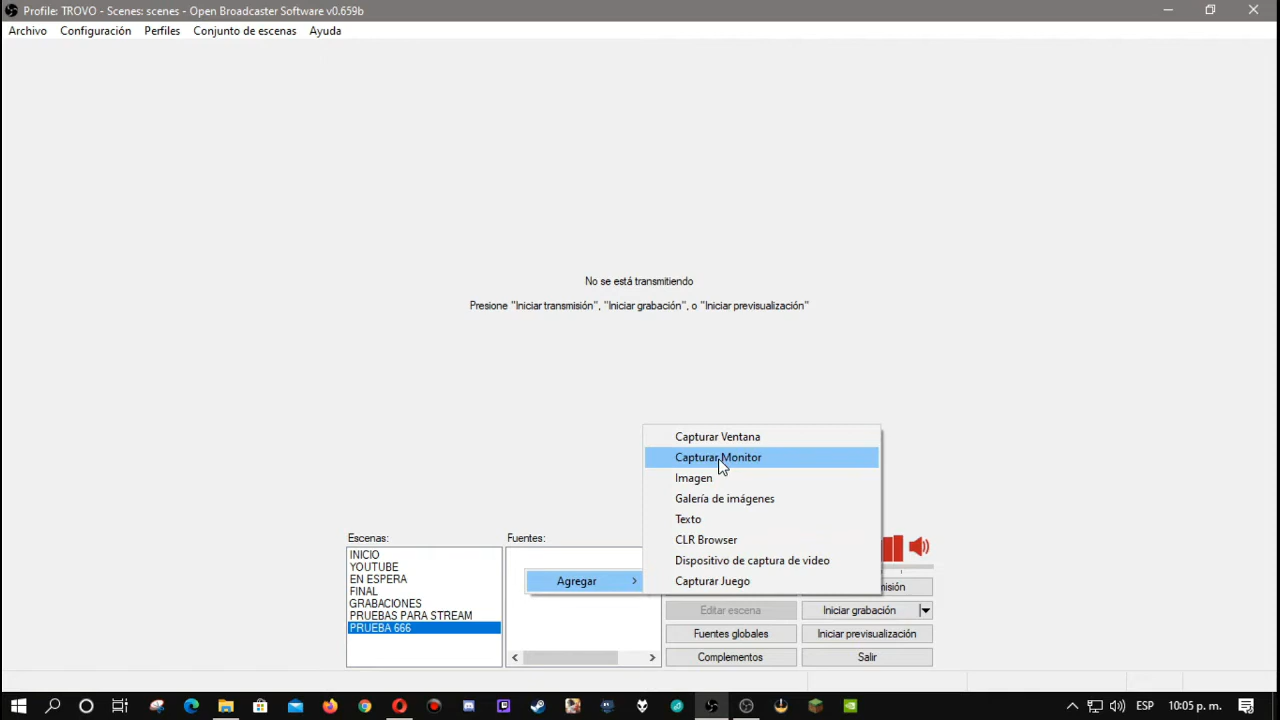 Profile: TROVO - Scenes: scenes - Open Broadcaster Software v0.659b
Archivo Configuración Perfiles Conjunto de escenas Ayuda
No se está transmitiendo
Presione "Iniciar transmisión", "Iniciar grabación", o "Iniciar previsualización"
Capturar Ventana
Capturar Monitor
Imagen
Galería de imágenes
Texto
CLR Browser
Dispositivo de captura de video
Capturar Juego
Agregar
Escenas:
INICIO
YOUTUBE
EN ESPERA
FINAL
GRABACIONES
PRUEBAS PARA STREAM
PRUEBA 666
Fuentes:
misión
Editar escena Iniciar grabación
Fuentes globales Iniciar previsualización
Complementos Salir
ESP 10:05 p. m.